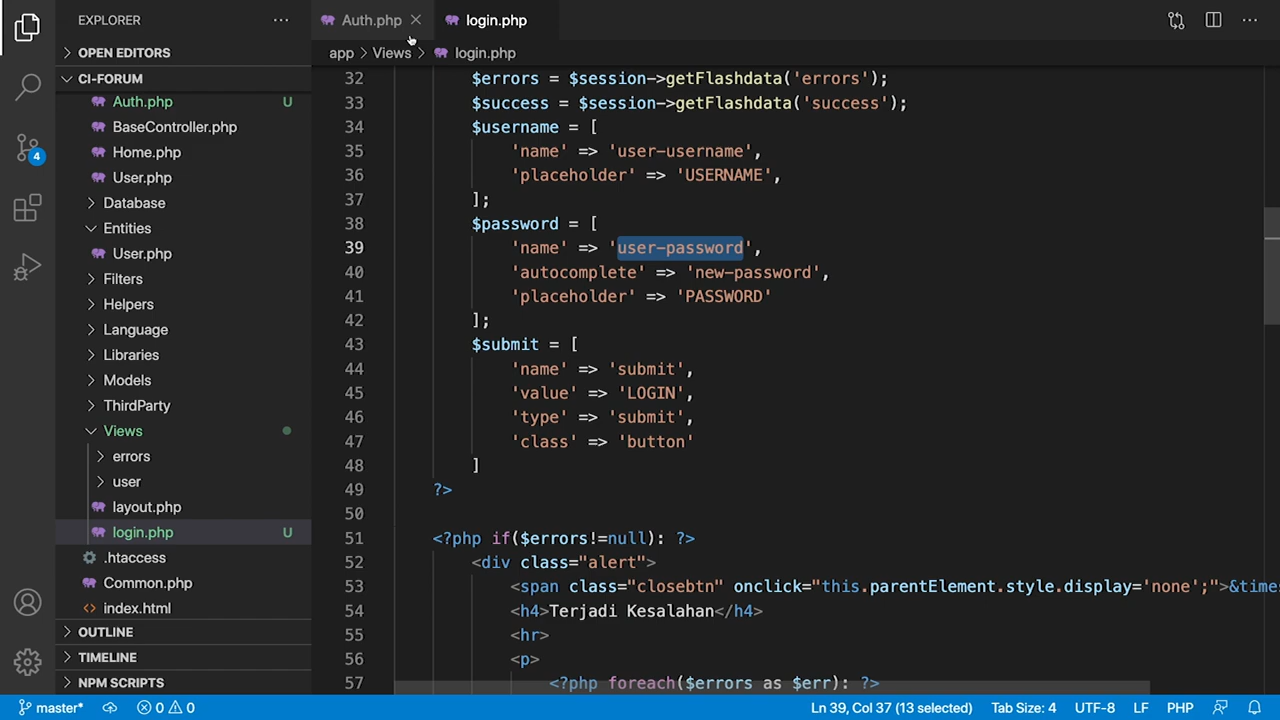 EXPLORER
Auth.php
login.php
OPEN EDITORS
app > Views > login.php
CI-FORUM
Auth.php U
BaseController.php
Home.php
User.php
Database
Entities
User.php
Filters
Helpers
Language
Libraries
Models
ThirdParty
Views
errors
user
layout.php
login.php U
.htaccess
Common.php
<> index.html
OUTLINE
TIMELINE
NPM SCRIPTS
4
32 $errors = $session->getFlashdata('errors');
33 $success = $session->getFlashdata('success');
34 $username = [
35 'name' => 'user-username',
36 'placeholder' => 'USERNAME',
37 ];
38 $password = [
39 'name' => 'user-password',
40 'autocomplete' => 'new-password',
41 'placeholder' => 'PASSWORD'
42 ];
43 $submit = [
44 'name' => 'submit',
45 'value' => 'LOGIN',
46 'type' => 'submit',
47 'class' => 'button'
48 ]
49 ?>
50
51 <?php if($errors!=null): ?>
52 <div class="alert">
53 <span class="closebtn" onclick="this.parentElement.style.display='none';">&time
54 <h4>Terjadi Kesalahan</h4>
55 <hr>
56 <p>
57 <?php foreach($errors as $err): ?>
master* 0 0 Ln 39, Col 37 (13 selected) Tab Size: 4 UTF-8 LF PHP